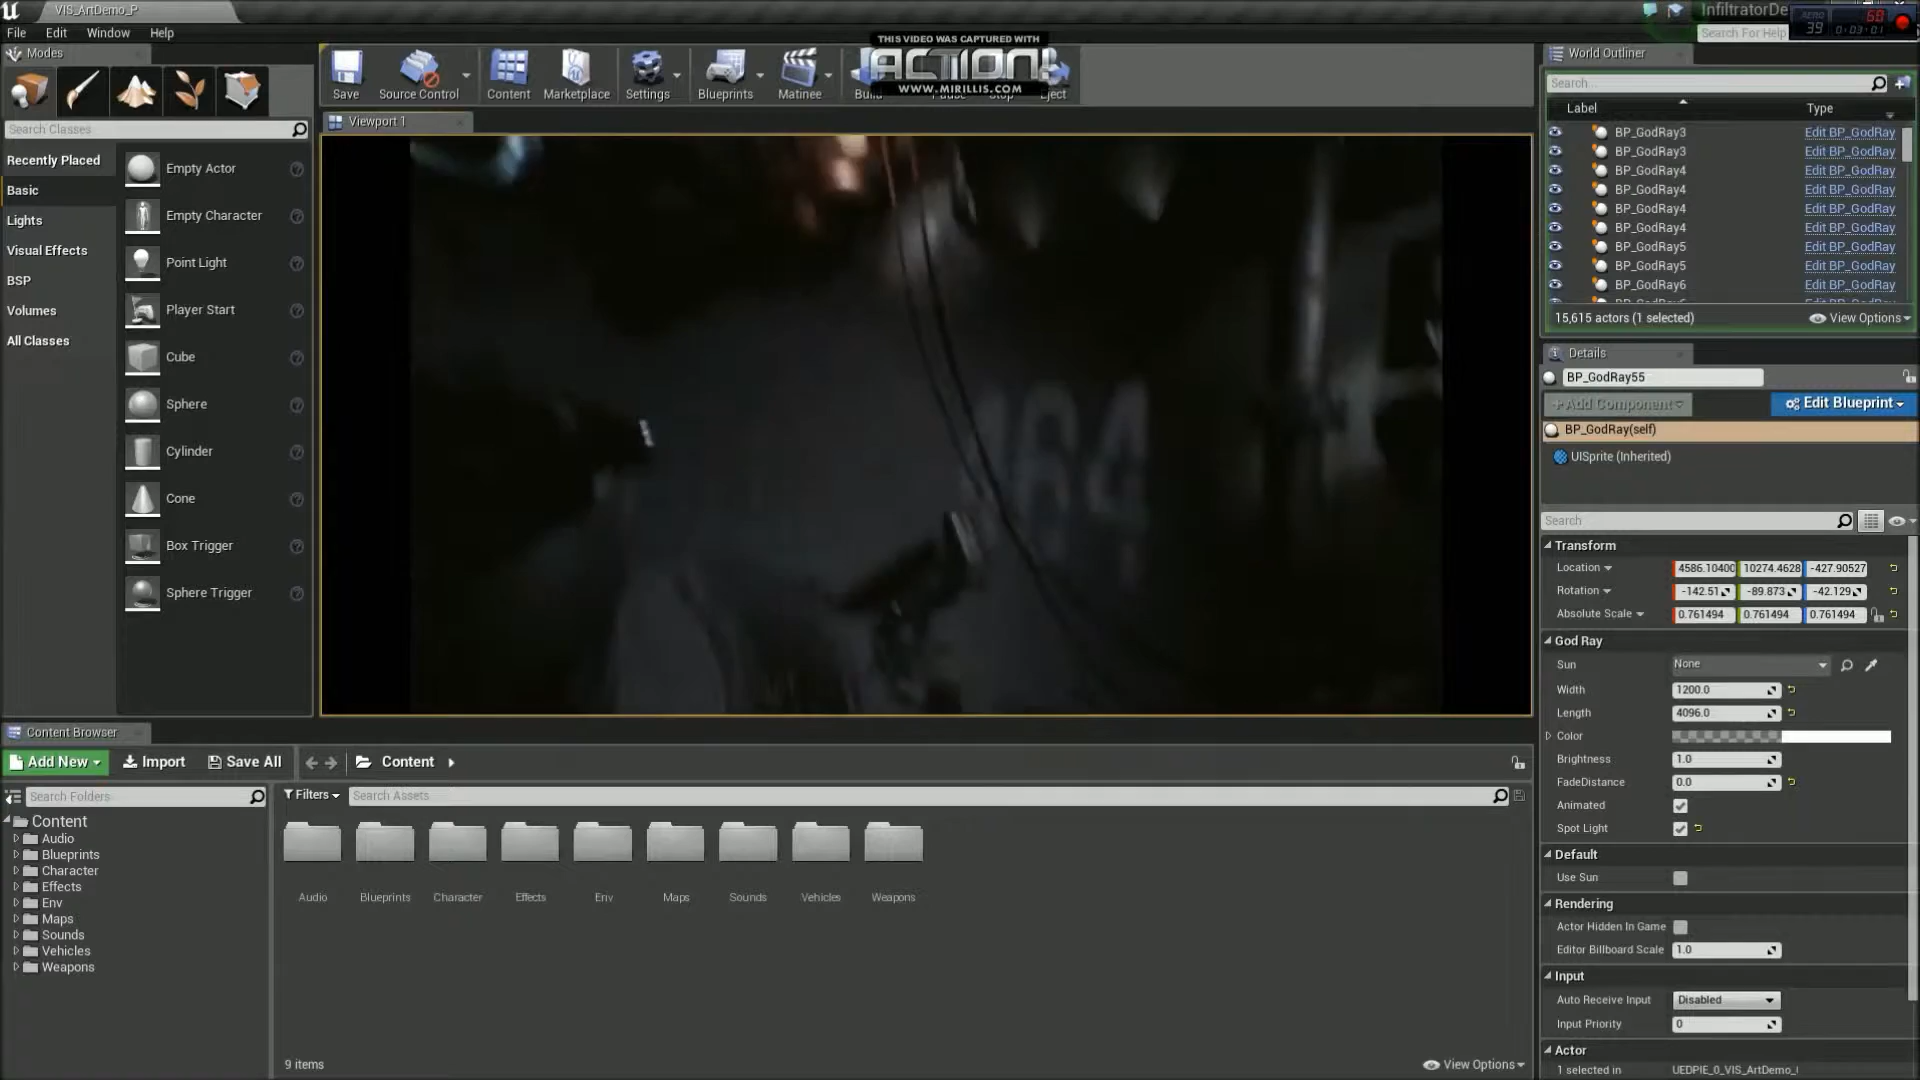 VIS_ArtDemo_P
InfiltratorDe
File Edit Window Help
Search For Help
39
60
0:03:01
Modes
THIS VIDEO WAS CAPTURED WITH
ACTION!
WWW.MIRILLIS.COM
Save
Source Control
Content
Marketplace
Settings
Blueprints
Matinee
Build
Eject
World Outliner
Search...
Label Type
Search Classes
Viewport 1
Recently Placed
Basic
Lights
Visual Effects
BSP
Volumes
All Classes
Empty Actor
Empty Character
Point Light
Player Start
Cube
Sphere
Cylinder
Cone
Box Trigger
Sphere Trigger
64
BP_GodRay3 Edit BP_GodRay
BP_GodRay3 Edit BP_GodRay
BP_GodRay4 Edit BP_GodRay
BP_GodRay4 Edit BP_GodRay
BP_GodRay4 Edit BP_GodRay
BP_GodRay4 Edit BP_GodRay
BP_GodRay5 Edit BP_GodRay
BP_GodRay5 Edit BP_GodRay
BP_GodRay6 Edit BP_GodRay
15,615 actors (1 selected)
View Options
Details
BP_GodRay55
+Add Component
Edit Blueprint
BP_GodRay(self)
UISprite (Inherited)
Search
Transform
Location 4586.10400 10274.4628 -427.90527
Rotation -142.51 -89.873 -42.129
Absolute Scale 0.761494 0.761494 0.761494
God Ray
Sun None
Width 1200.0
Length 4096.0
Color
Brightness 1.0
FadeDistance 0.0
Animated
Spot Light
Default
Use Sun
Rendering
Actor Hidden In Game
Editor Billboard Scale 1.0
Input
Auto Receive Input Disabled
Input Priority 0
Actor
1 selected in UEDPIE_0_VIS_ArtDemo_
Content Browser
Add New
Import
Save All
Content
Search Folders
Filters
Search Assets
Content
Audio
Blueprints
Character
Effects
Env
Maps
Sounds
Vehicles
Weapons
Audio
Blueprints
Character
Effects
Env
Maps
Sounds
Vehicles
Weapons
9 items
View Options